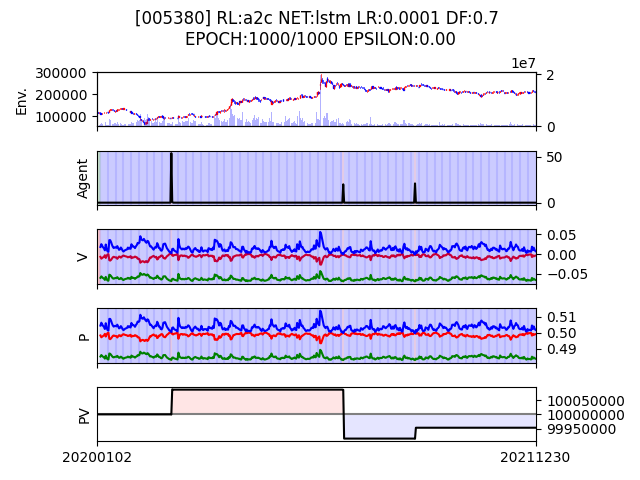 [005380] RL:a2c NET:lstm LR:0.0001 DF:0.7
EPOCH:1000/1000 EPSILON:0.00
1e7
300000
200000
100000
Env.
2
0
Agent
50
0
V
0.05
0.00
−0.05
P
0.51
0.50
0.49
PV
100050000
100000000
99950000
20200102
20211230